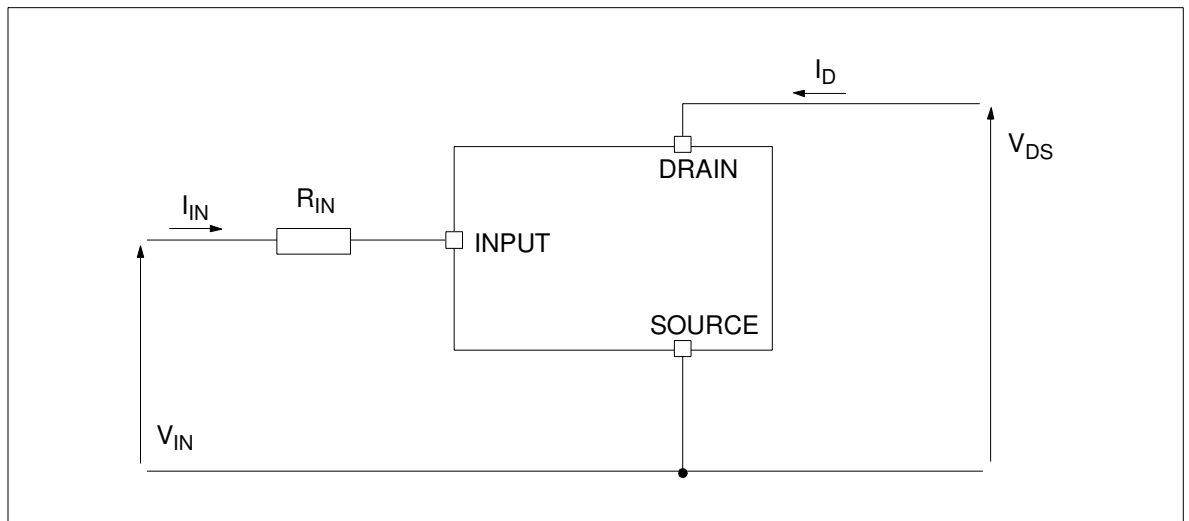 I_D
DRAIN
V_DS
I_IN
R_IN
INPUT
SOURCE
V_IN